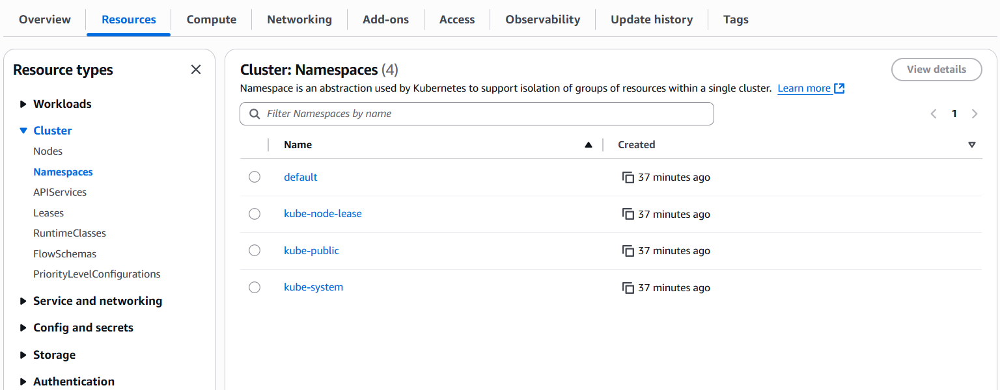 Overview Resources Compute Networking Add-ons Access Observability Update history Tags
Resource types
Workloads
Cluster
Nodes
Namespaces
APIServices
Leases
RuntimeClasses
FlowSchemas
PriorityLevelConfigurations
Service and networking
Config and secrets
Storage
Authentication
Cluster: Namespaces (4)
View details
Namespace is an abstraction used by Kubernetes to support isolation of groups of resources within a single cluster. Learn more
Filter Namespaces by name
1
Name Created
default 37 minutes ago
kube-node-lease 37 minutes ago
kube-public 37 minutes ago
kube-system 37 minutes ago